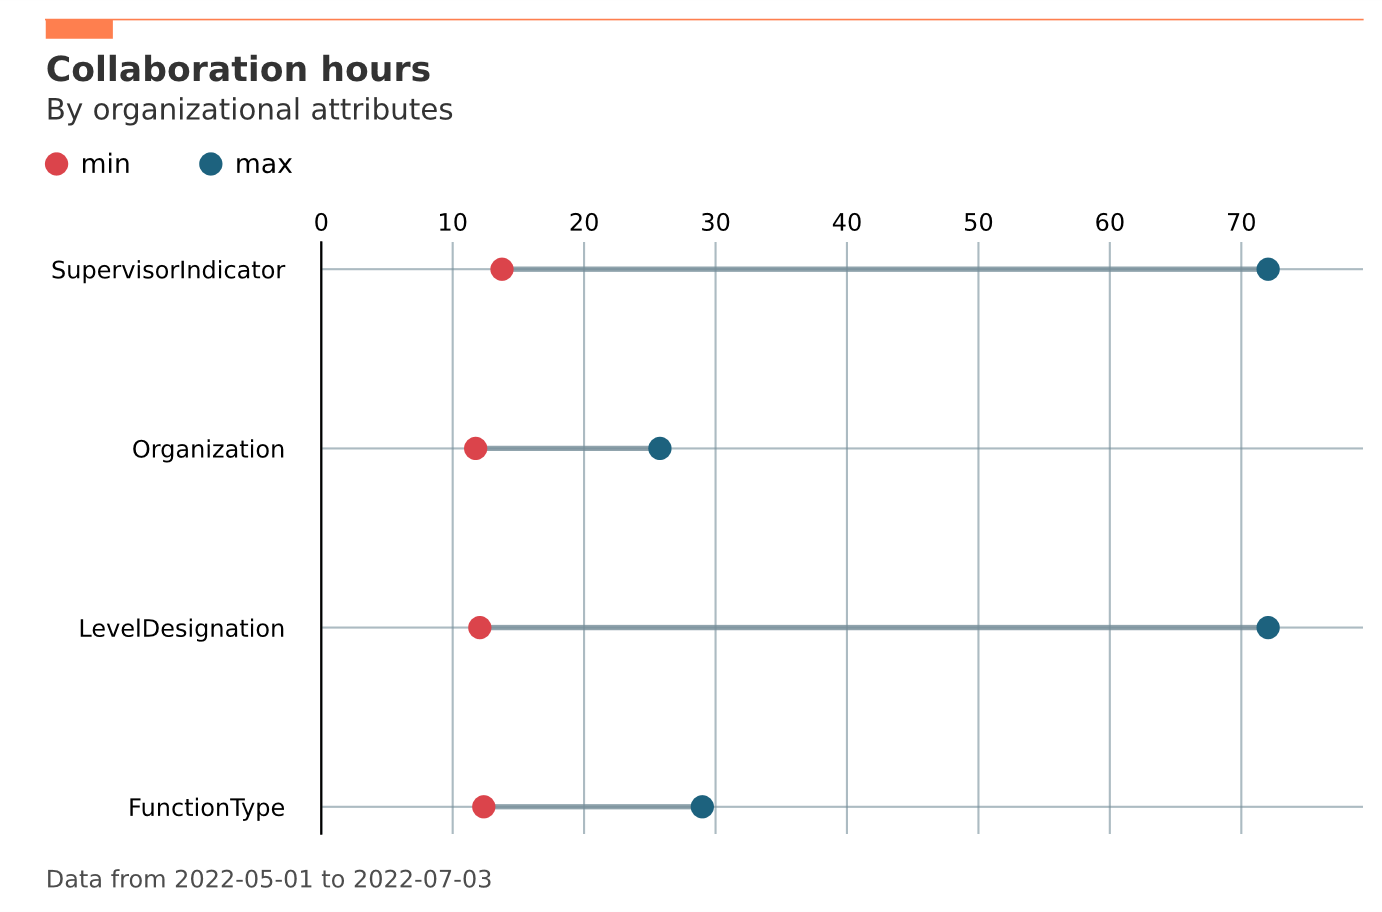 Collaboration hours
By organizational attributes
min max
0 10 20 30 40 50 60 70
SupervisorIndicator
Organization
LevelDesignation
FunctionType
Data from 2022-05-01 to 2022-07-03